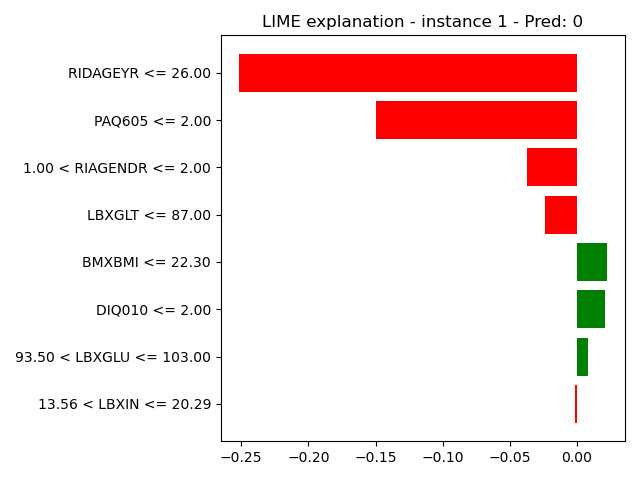 LIME explanation - instance 1 - Pred: 0
RIDAGEYR <= 26.00
PAQ605 <= 2.00
1.00 < RIAGENDR <= 2.00
LBXGLT <= 87.00
BMXBMI <= 22.30
DIQ010 <= 2.00
93.50 < LBXGLU <= 103.00
13.56 < LBXIN <= 20.29
−0.25 −0.20 −0.15 −0.10 −0.05 0.00